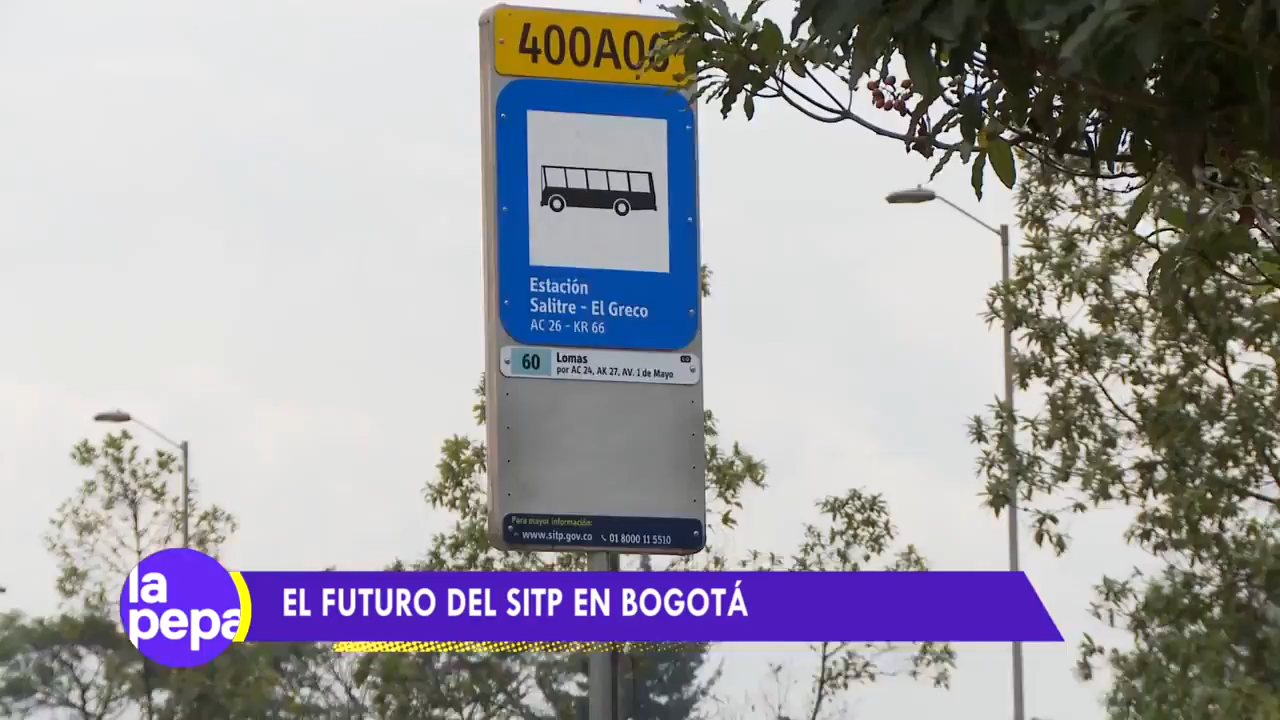 400A00
Estación
Salitre - El Greco
AC 26 - KR 66
60
Lomas
por AC 24, AK 27, AV. 1 de Mayo
Para mayor información:
www.sitp.gov.co
01 8000 11 5510
la
pepa
EL FUTURO DEL SITP EN BOGOTÁ